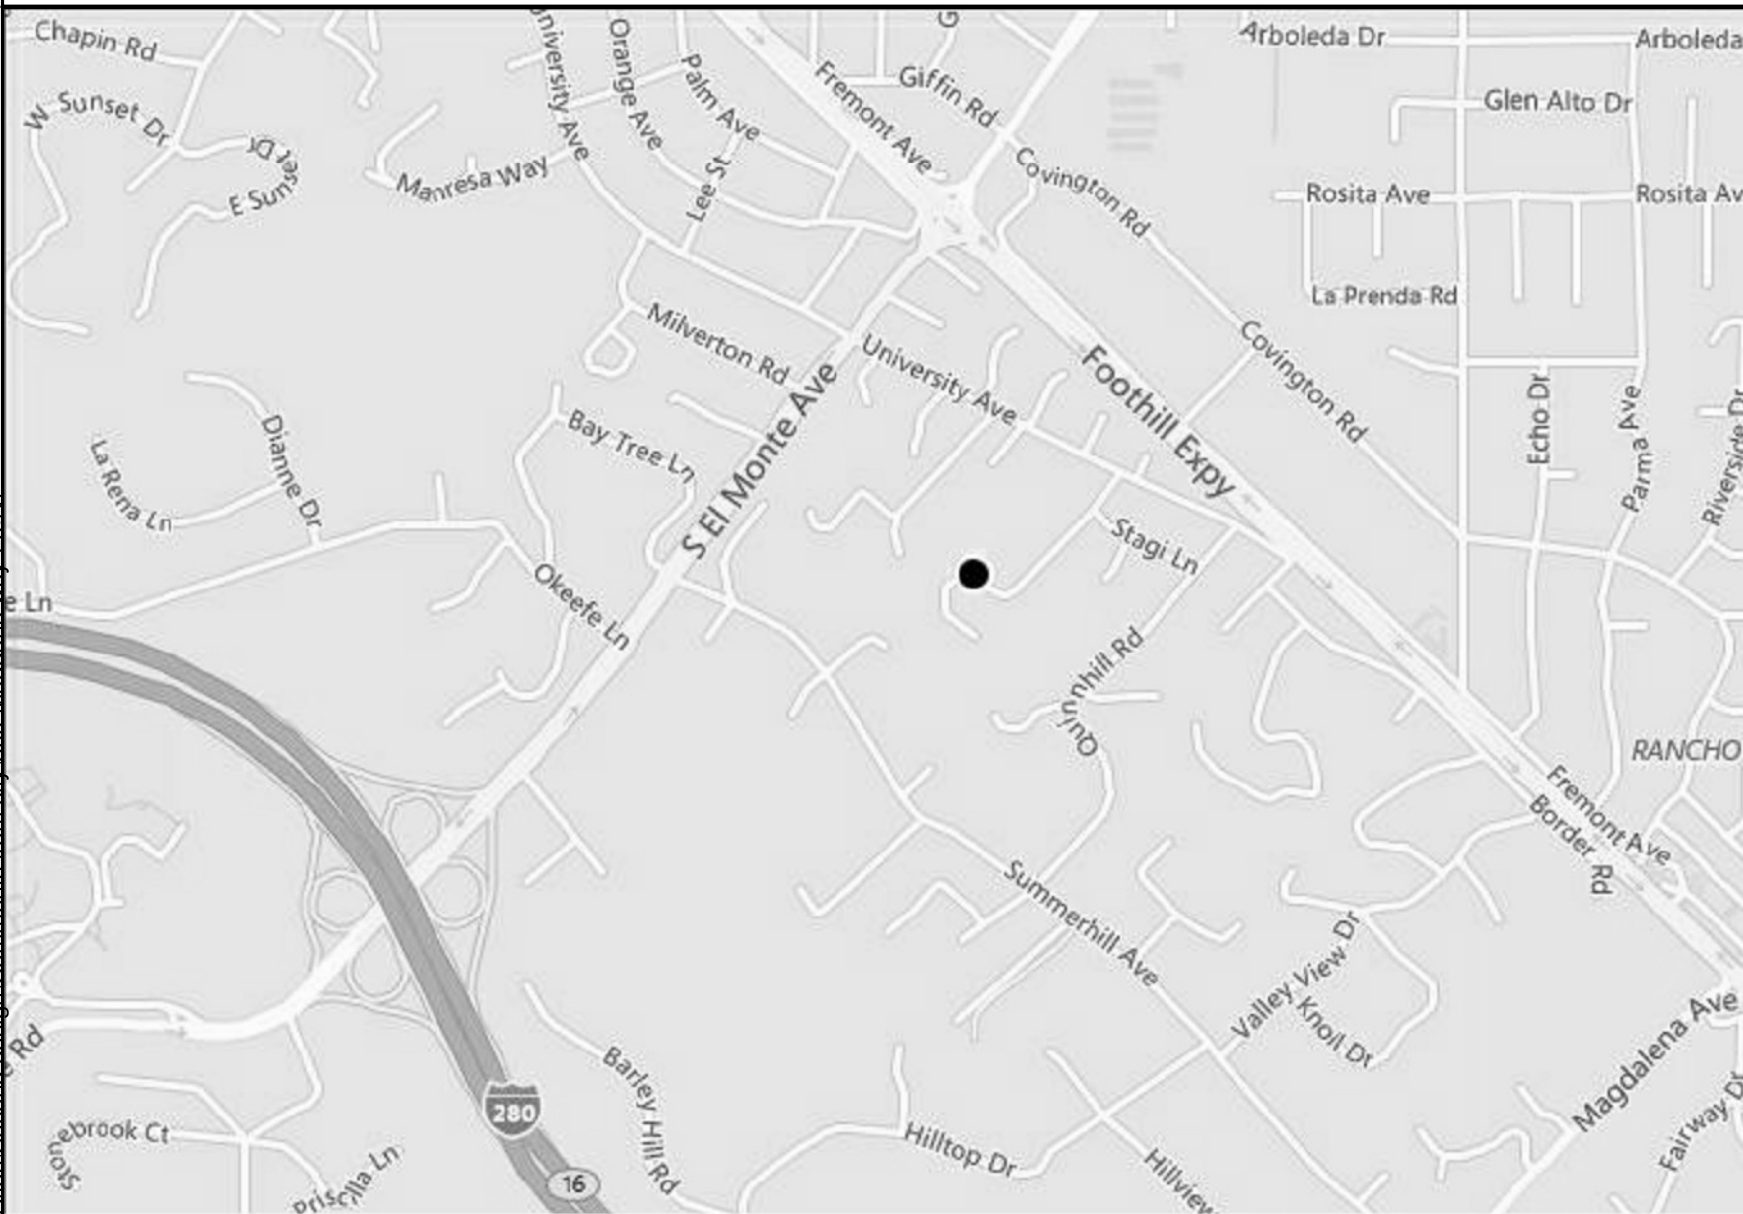 Chapin Rd
University Ave
Orange Ave
Palm Ave
Fremont Ave
Giffin Rd
G
Arboleda Dr
Arboleda
W Sunset Dr
E Sunset Dr
Manresa Way
Lee St
Covington Rd
Glen Alto Dr
Rosita Ave
Rosita Av
La Prenda Rd
Milverton Rd
University Ave
Foothill Expy
Covington Rd
Echo Dr
Parma Ave
Riverside Dr
Dianne Dr
La Rena Ln
Bay Tree Ln
S El Monte Ave
Stagi Ln
Okeefe Ln
e Ln
Quinnhill Rd
RANCHO
Fremont Ave
Border Rd
Summerhill Ave
Valley View Dr
Knoll Dr
Magdalena Ave
Fairway Dr
e Rd
280
Barley Hill Rd
Stonebrook Ct
Priscilla Ln
16
Hilltop Dr
Hillview